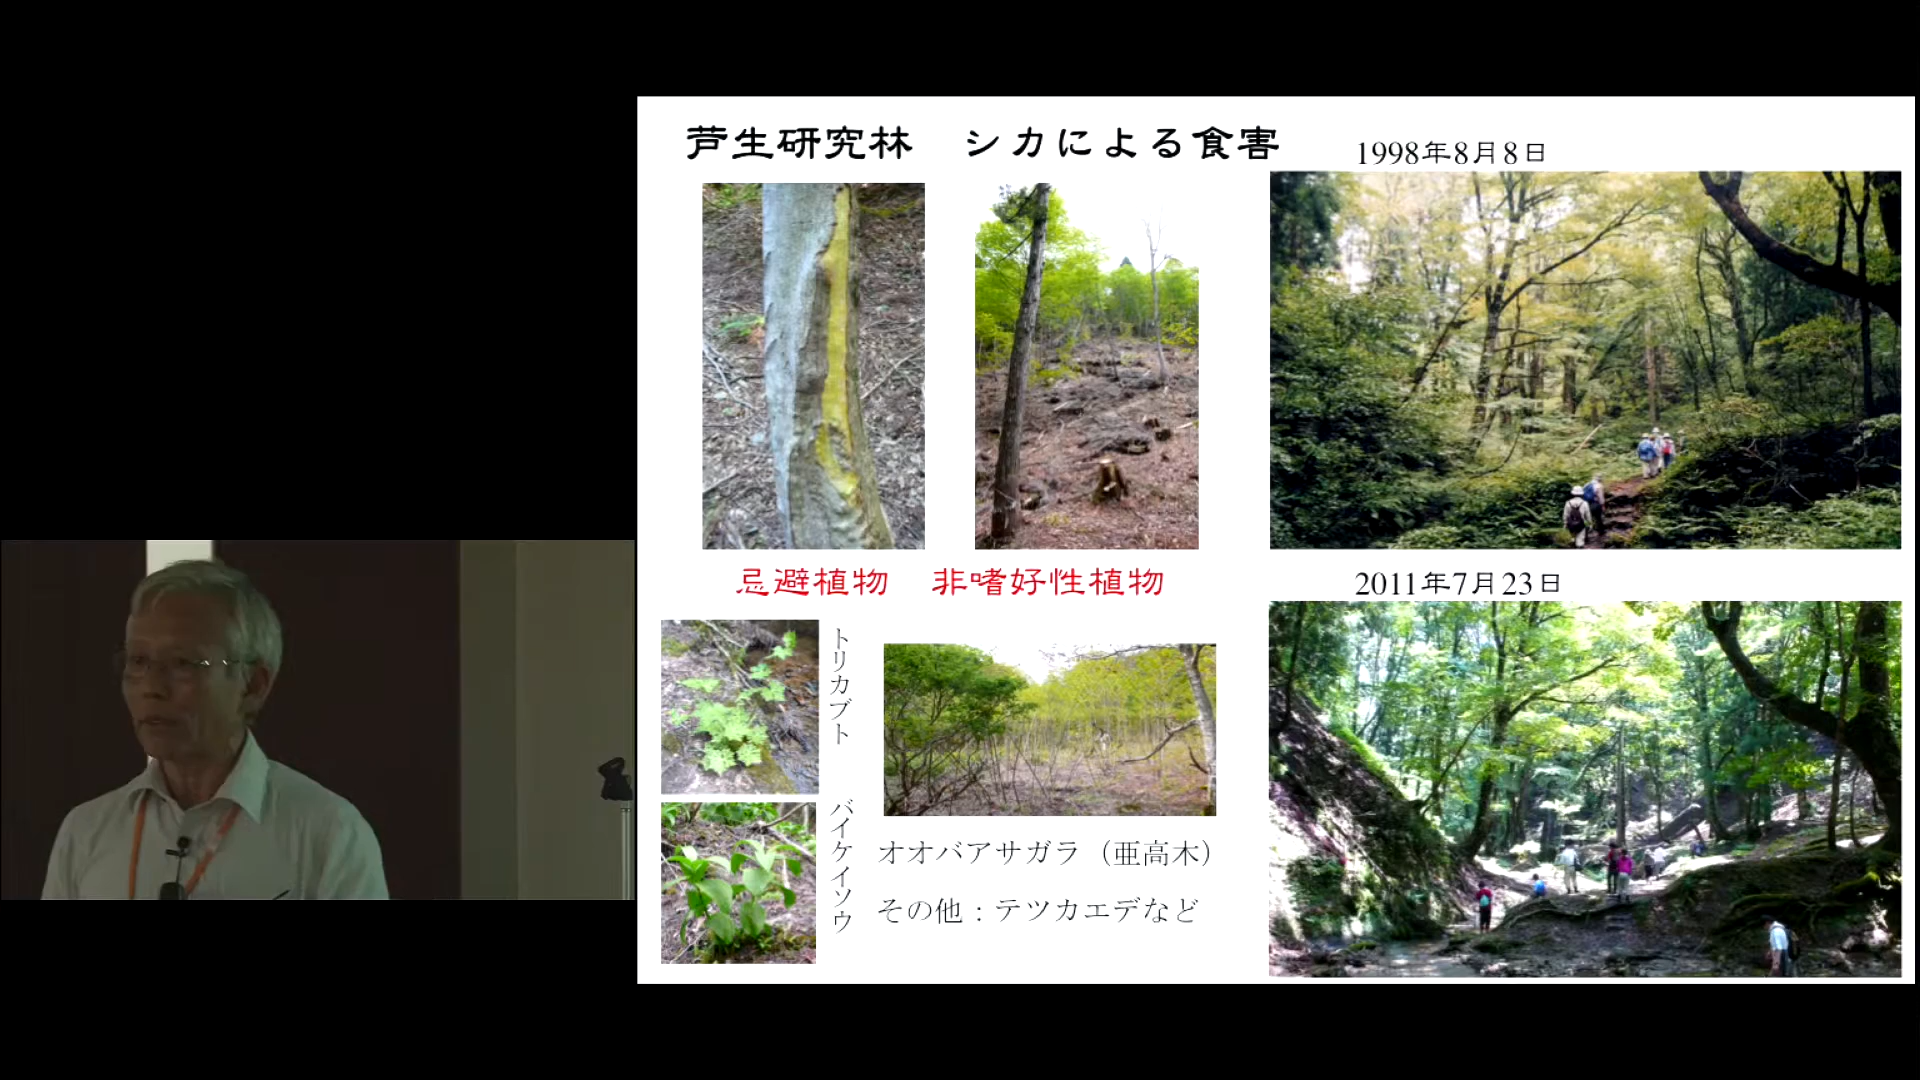 芦生研究林　シカによる食害
1998年8月8日
忌避植物　非嗜好性植物
2011年7月23日
トリカブト
バイケイソウ
オオバアサガラ（亜高木）
その他：テツカエデなど